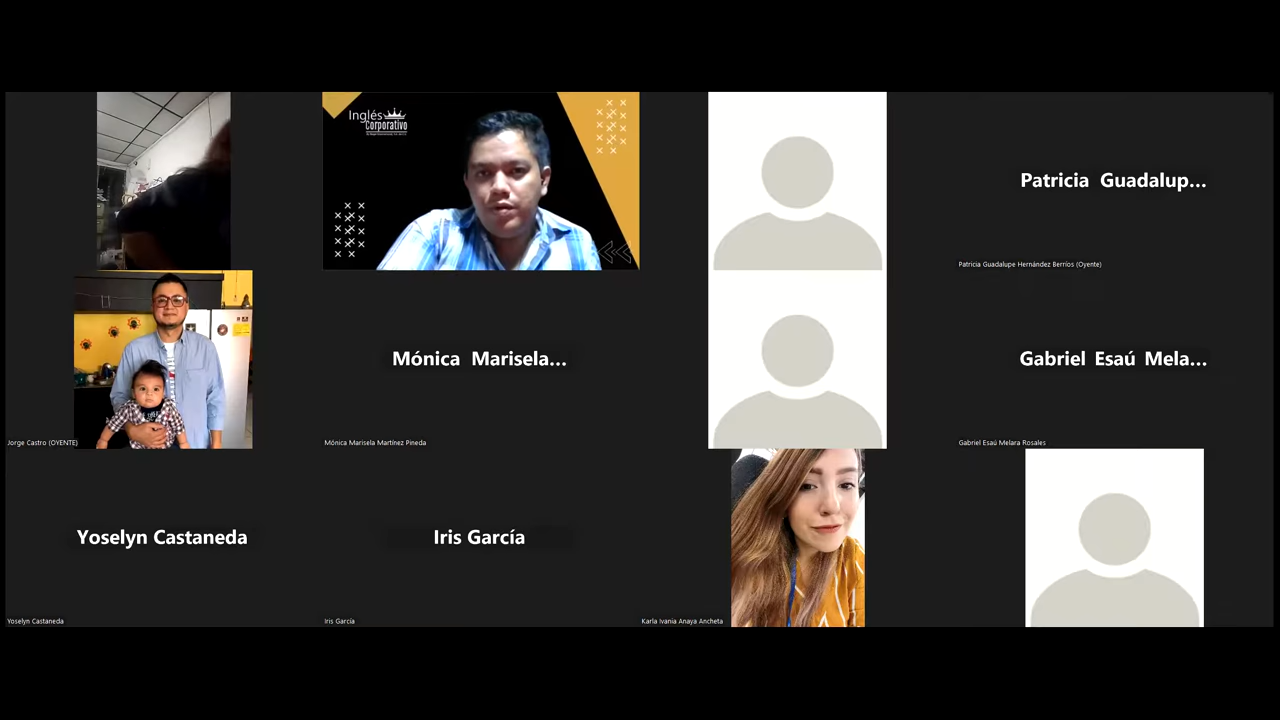 Inglés
Corporativo
Patricia Guadalup...
Patricia Guadalupe Hernández Berríos (Oyente)
Jorge Castro (OYENTE)
Mónica Marisela...
Mónica Marisela Martínez Pineda
Gabriel Esaú Mela...
Gabriel Esaú Melara Rosales
Yoselyn Castaneda
Yoselyn Castaneda
Iris García
Iris García
Karla Ivania Anaya Ancheta